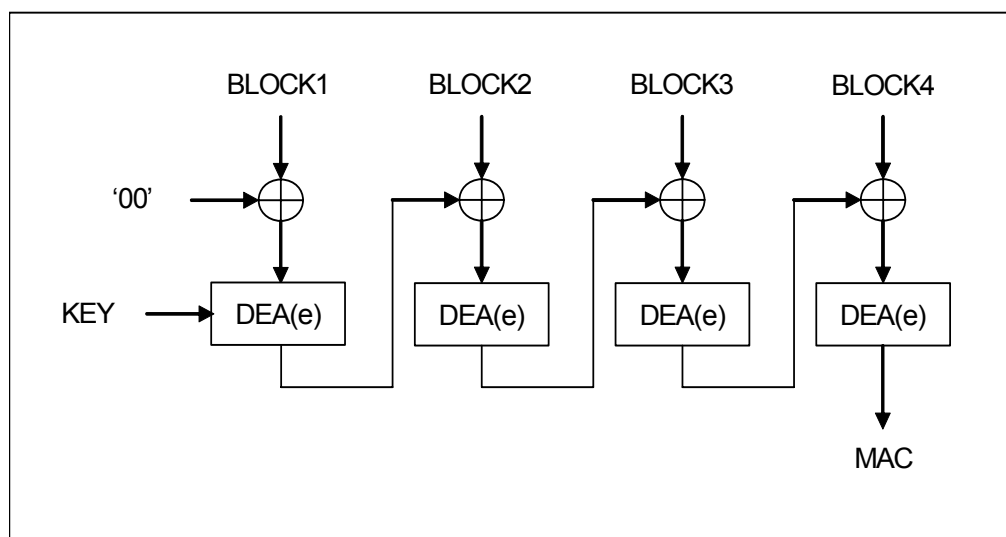 BLOCK1 BLOCK2 BLOCK3 BLOCK4
‘00’
KEY DEA(e) DEA(e) DEA(e) DEA(e)
MAC